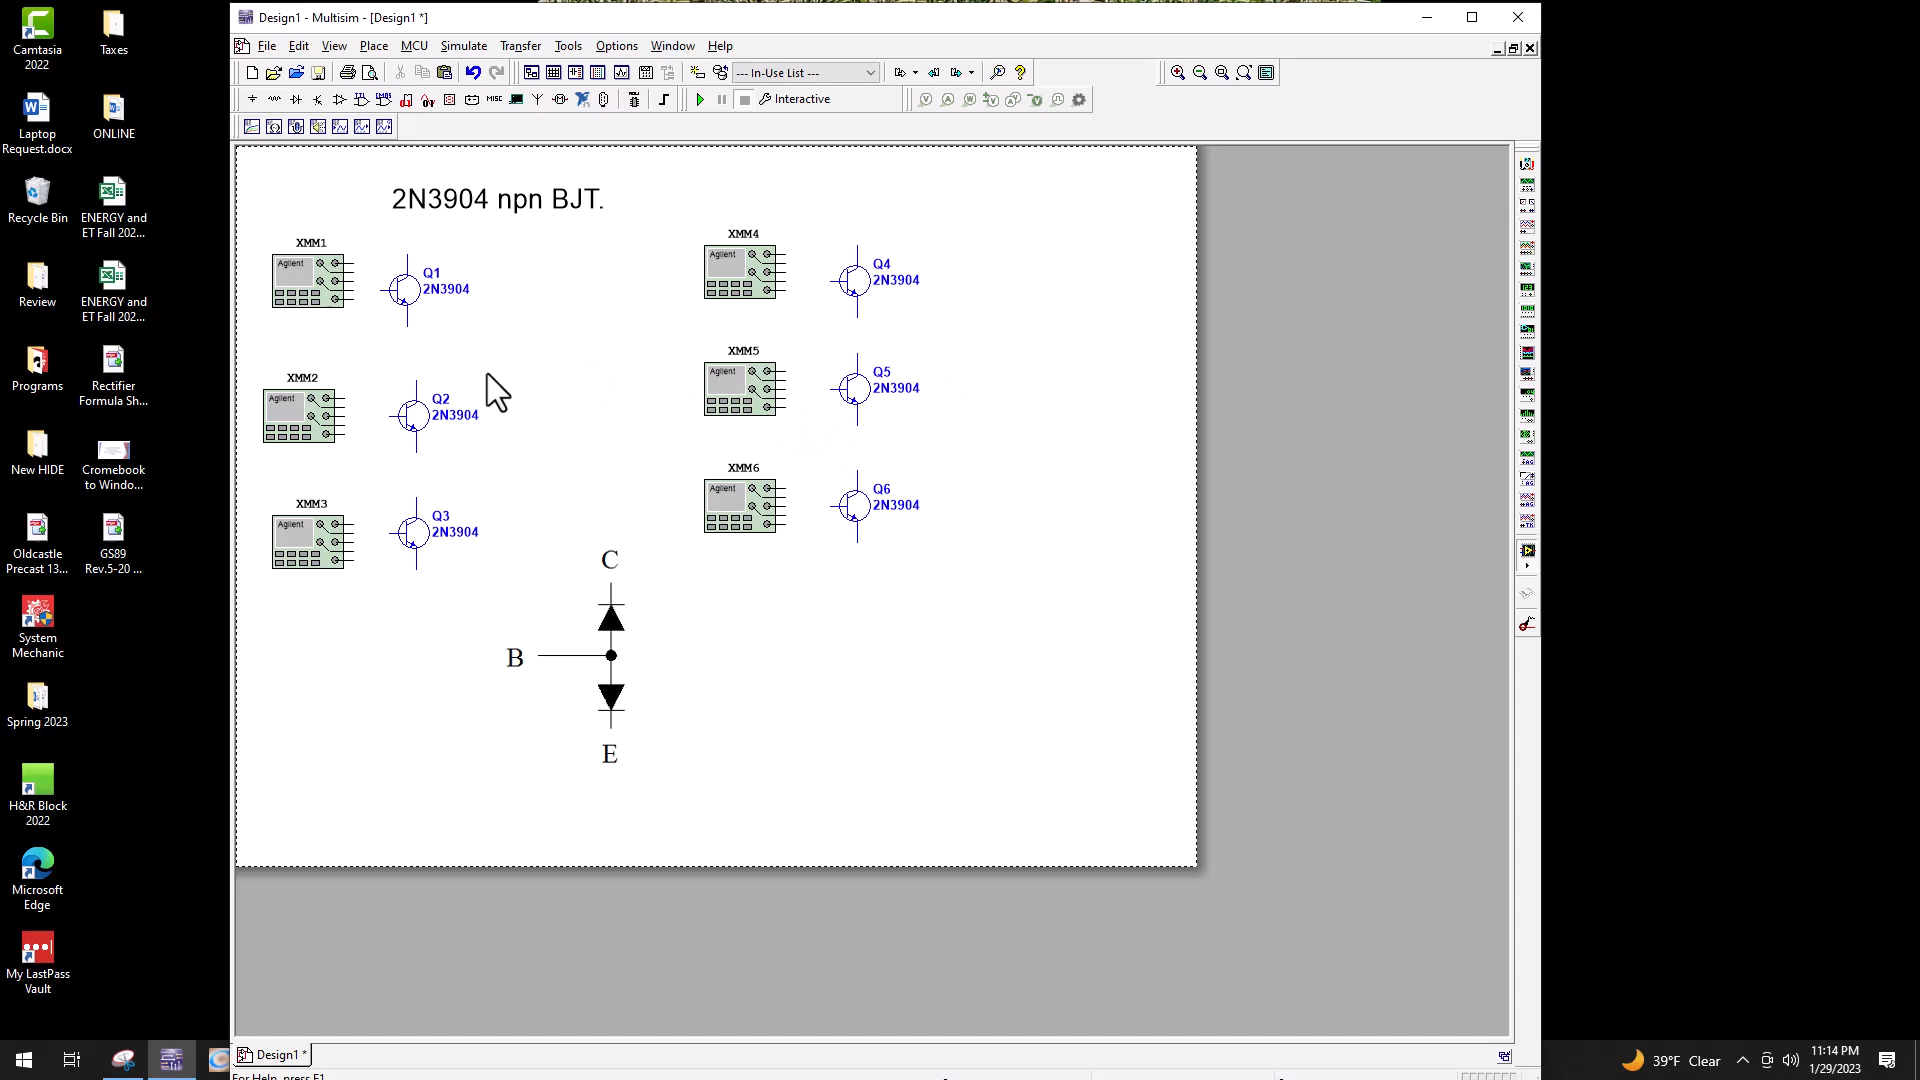 Camtasia
2022
Taxes
Laptop
Request.docx
ONLINE
Recycle Bin
ENERGY and
ET Fall 202...
Review
ENERGY and
ET Fall 202...
Programs
Rectifier
Formula Sh...
New HIDE
Cromebook
to Windo...
Oldcastle
Precast 13...
GS89
Rev.5-20 ...
System
Mechanic
Spring 2023
H&R Block
2022
Microsoft
Edge
My LastPass
Vault
Design1 - Multisim - [Design1 *]
File Edit View Place MCU Simulate Transfer Tools Options Window Help
--- In-Use List ---
MISC
Interactive
2N3904 npn BJT.
XMM1
Agilent
Q1
2N3904
XMM2
Agilent
Q2
2N3904
XMM3
Agilent
Q3
2N3904
XMM4
Agilent
Q4
2N3904
XMM5
Agilent
Q5
2N3904
XMM6
Agilent
Q6
2N3904
C
B
E
Design1 *
For Help, press F1
39°F Clear
11:14 PM
1/29/2023